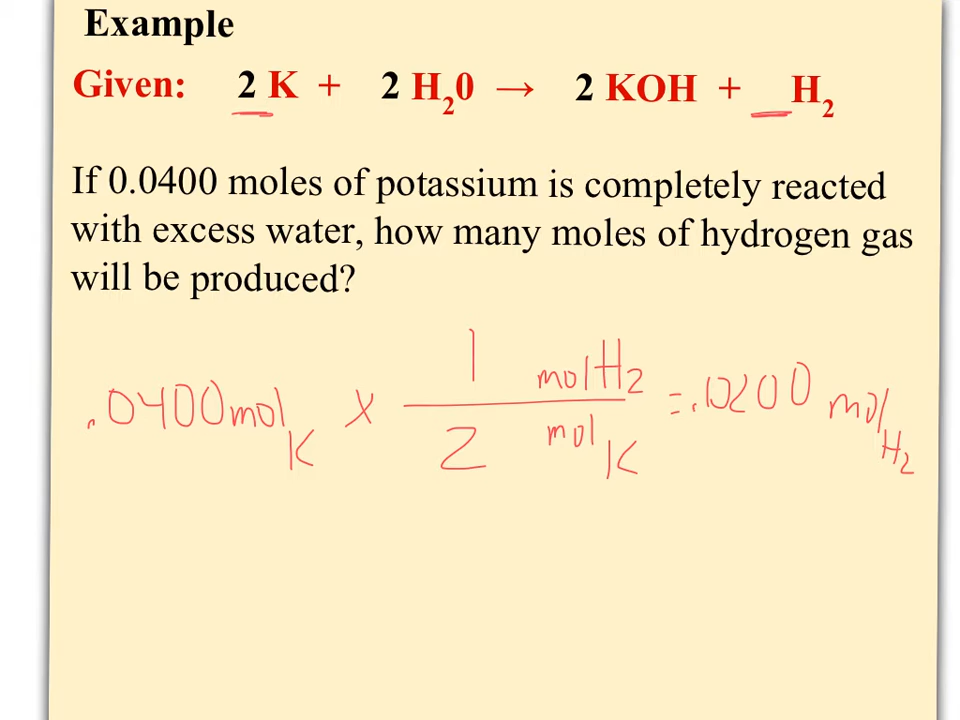 Example
Given: 2 K + 2 H₂0 → 2 KOH + __ H₂
If 0.0400 moles of potassium is completely reacted
with excess water, how many moles of hydrogen gas
will be produced?
.0400 mol K x 1 mol H₂ / 2 mol K = .0200 mol H₂